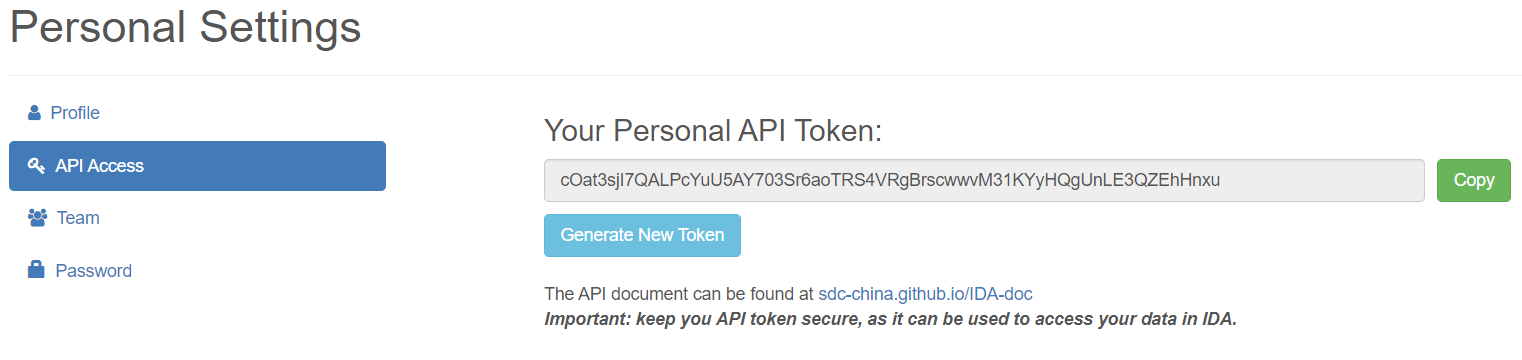 Personal Settings
Profile
API Access
Team
Password
Your Personal API Token:
cOat3sjI7QALPcYuU5AY703Sr6aoTRS4VRgBrscwwvM31KYyHQgUnLE3QZEhHnxu
Copy
Generate New Token
The API document can be found at sdc-china.github.io/IDA-doc
Important: keep you API token secure, as it can be used to access your data in IDA.